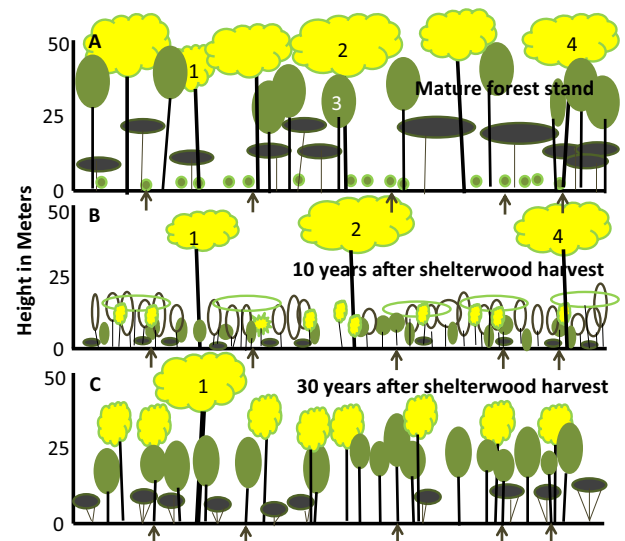 Height in Meters
50
A
2
4
1
Mature forest stand
25
3
0
50
B
1
2
4
25
10 years after shelterwood harvest
0
50
C
1
30 years after shelterwood harvest
25
0